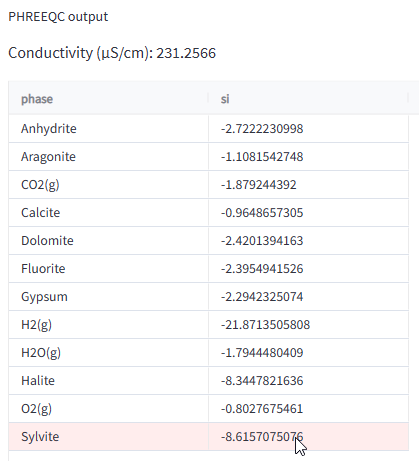 PHREEQC output
Conductivity (µS/cm): 231.2566
phase si
Anhydrite -2.7222230998
Aragonite -1.1081542748
CO2(g) -1.879244392
Calcite -0.9648657305
Dolomite -2.4201394163
Fluorite -2.3954941526
Gypsum -2.2942325074
H2(g) -21.8713505808
H2O(g) -1.7944480409
Halite -8.3447821636
O2(g) -0.8027675461
Sylvite -8.6157075076